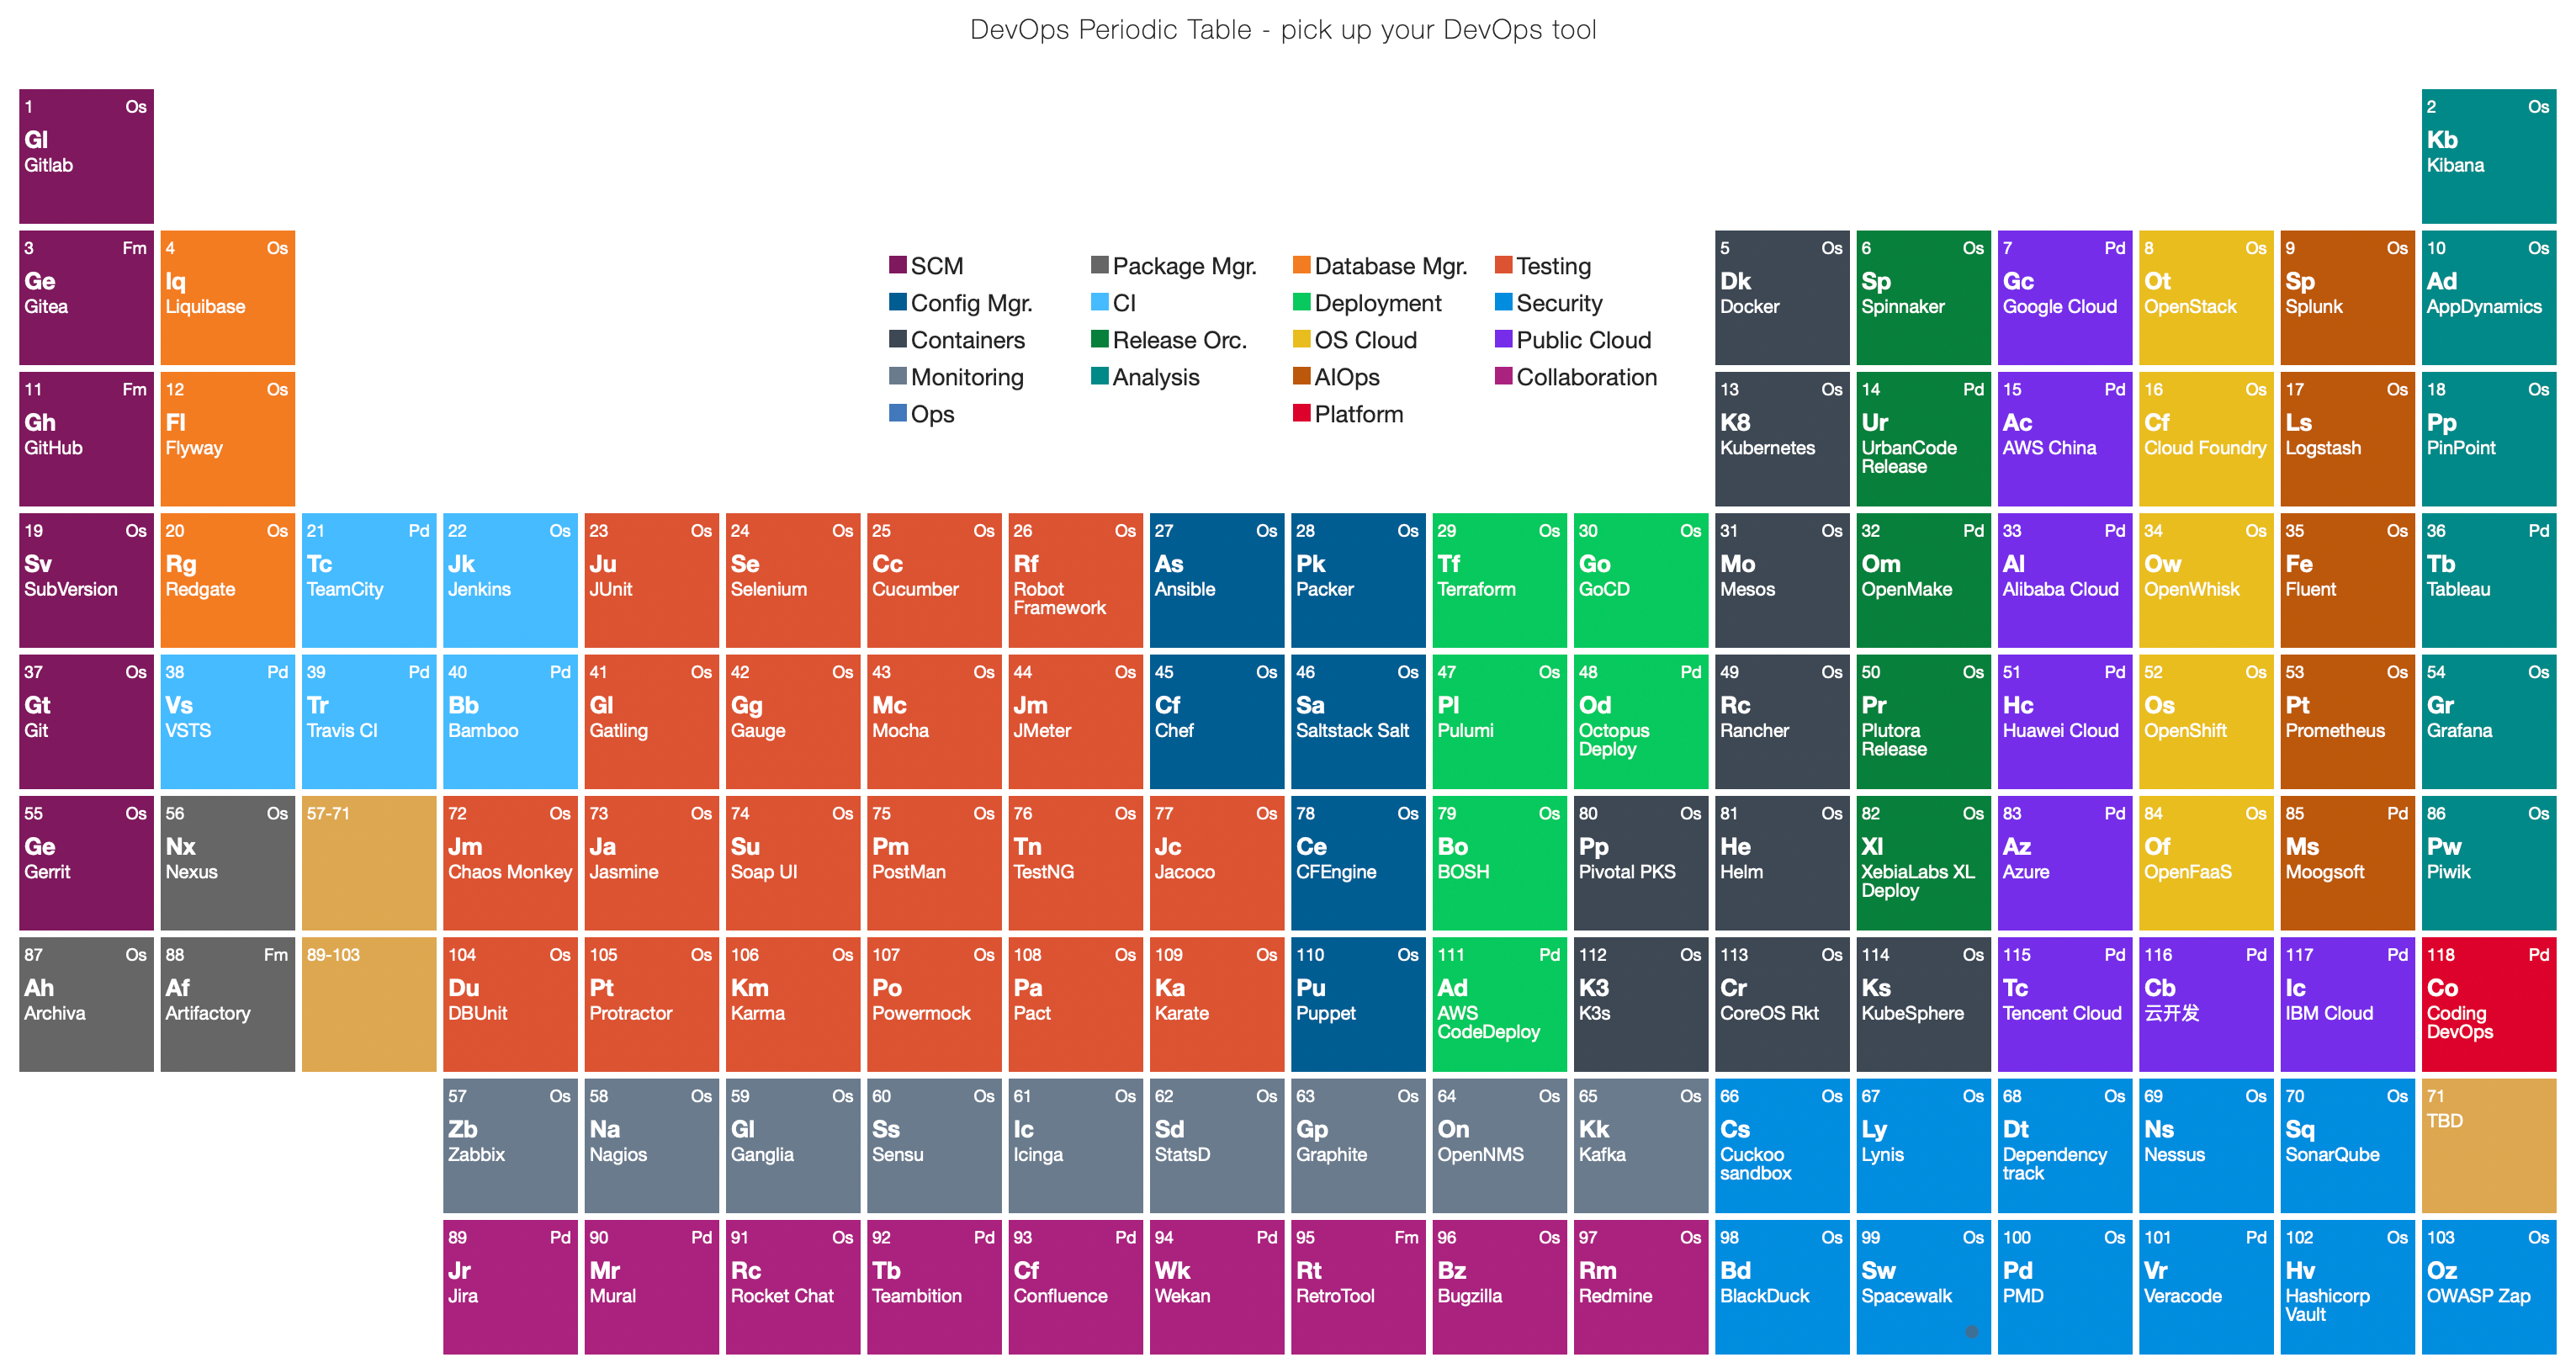 DevOps Periodic Table - pick up your DevOps tool
1 Os
Gl
Gitlab
2 Os
Kb
Kibana
3 Fm
Ge
Gitea
4 Os
Iq
Liquibase
SCM
Package Mgr.
Database Mgr.
Testing
Config Mgr.
CI
Deployment
Security
Containers
Release Orc.
OS Cloud
Public Cloud
Monitoring
Analysis
AIOps
Collaboration
Ops
Platform
5 Os
Dk
Docker
6 Os
Sp
Spinnaker
7 Pd
Gc
Google Cloud
8 Os
Ot
OpenStack
9 Os
Sp
Splunk
10 Os
Ad
AppDynamics
11 Fm
Gh
GitHub
12 Os
Fl
Flyway
13 Os
K8
Kubernetes
14 Pd
Ur
UrbanCode
Release
15 Pd
Ac
AWS China
16 Os
Cf
Cloud Foundry
17 Os
Ls
Logstash
18 Os
Pp
PinPoint
19 Os
Sv
SubVersion
20 Os
Rg
Redgate
21 Pd
Tc
TeamCity
22 Os
Jk
Jenkins
23 Os
Ju
JUnit
24 Os
Se
Selenium
25 Os
Cc
Cucumber
26 Os
Rf
Robot
Framework
27 Os
As
Ansible
28 Os
Pk
Packer
29 Os
Tf
Terraform
30 Os
Go
GoCD
31 Os
Mo
Mesos
32 Pd
Om
OpenMake
33 Pd
Al
Alibaba Cloud
34 Os
Ow
OpenWhisk
35 Os
Fe
Fluent
36 Pd
Tb
Tableau
37 Os
Gt
Git
38 Pd
Vs
VSTS
39 Pd
Tr
Travis CI
40 Pd
Bb
Bamboo
41 Os
Gl
Gatling
42 Os
Gg
Gauge
43 Os
Mc
Mocha
44 Os
Jm
JMeter
45 Os
Cf
Chef
46 Os
Sa
Saltstack Salt
47 Os
Pl
Pulumi
48 Pd
Od
Octopus
Deploy
49 Os
Rc
Rancher
50 Os
Pr
Plutora
Release
51 Pd
Hc
Huawei Cloud
52 Os
Os
OpenShift
53 Os
Pt
Prometheus
54 Os
Gr
Grafana
55 Os
Ge
Gerrit
56 Os
Nx
Nexus
57-71
72 Os
Jm
Chaos Monkey
73 Os
Ja
Jasmine
74 Os
Su
Soap UI
75 Os
Pm
PostMan
76 Os
Tn
TestNG
77 Os
Jc
Jacoco
78 Os
Ce
CFEngine
79 Os
Bo
BOSH
80 Os
Pp
Pivotal PKS
81 Os
He
Helm
82 Os
Xl
XebiaLabs XL
Deploy
83 Pd
Az
Azure
84 Os
Of
OpenFaaS
85 Pd
Ms
Moogsoft
86 Os
Pw
Piwik
87 Os
Ah
Archiva
88 Fm
Af
Artifactory
89-103
104 Os
Du
DBUnit
105 Os
Pt
Protractor
106 Os
Km
Karma
107 Os
Po
Powermock
108 Os
Pa
Pact
109 Os
Ka
Karate
110 Os
Pu
Puppet
111 Pd
Ad
AWS
CodeDeploy
112 Os
K3
K3s
113 Os
Cr
CoreOS Rkt
114 Os
Ks
KubeSphere
115 Pd
Tc
Tencent Cloud
116 Pd
Cb
云开发
117 Pd
Ic
IBM Cloud
118 Pd
Co
Coding
DevOps
57 Os
Zb
Zabbix
58 Os
Na
Nagios
59 Os
Gl
Ganglia
60 Os
Ss
Sensu
61 Os
Ic
Icinga
62 Os
Sd
StatsD
63 Os
Gp
Graphite
64 Os
On
OpenNMS
65 Os
Kk
Kafka
66 Os
Cs
Cuckoo
sandbox
67 Os
Ly
Lynis
68 Os
Dt
Dependency
track
69 Os
Ns
Nessus
70 Os
Sq
SonarQube
71
TBD
89 Pd
Jr
Jira
90 Pd
Mr
Mural
91 Os
Rc
Rocket Chat
92 Pd
Tb
Teambition
93 Pd
Cf
Confluence
94 Pd
Wk
Wekan
95 Fm
Rt
RetroTool
96 Os
Bz
Bugzilla
97 Os
Rm
Redmine
98 Os
Bd
BlackDuck
99 Os
Sw
Spacewalk
100 Os
Pd
PMD
101 Pd
Vr
Veracode
102 Os
Hv
Hashicorp
Vault
103 Os
Oz
OWASP Zap